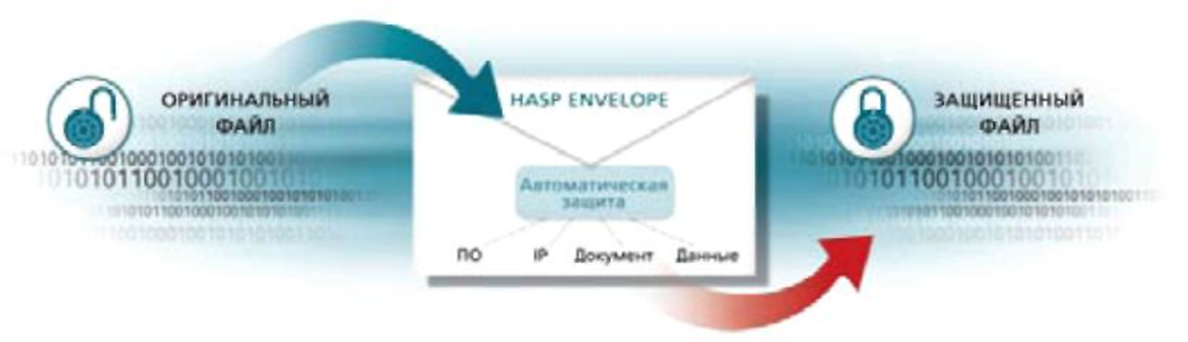 ОРИГИНАЛЬНЫЙ
ФАЙЛ
HASP ENVELOPE
Автоматическая
защита
ПО IP Документ Данные
ЗАЩИЩЕННЫЙ
ФАЙЛ